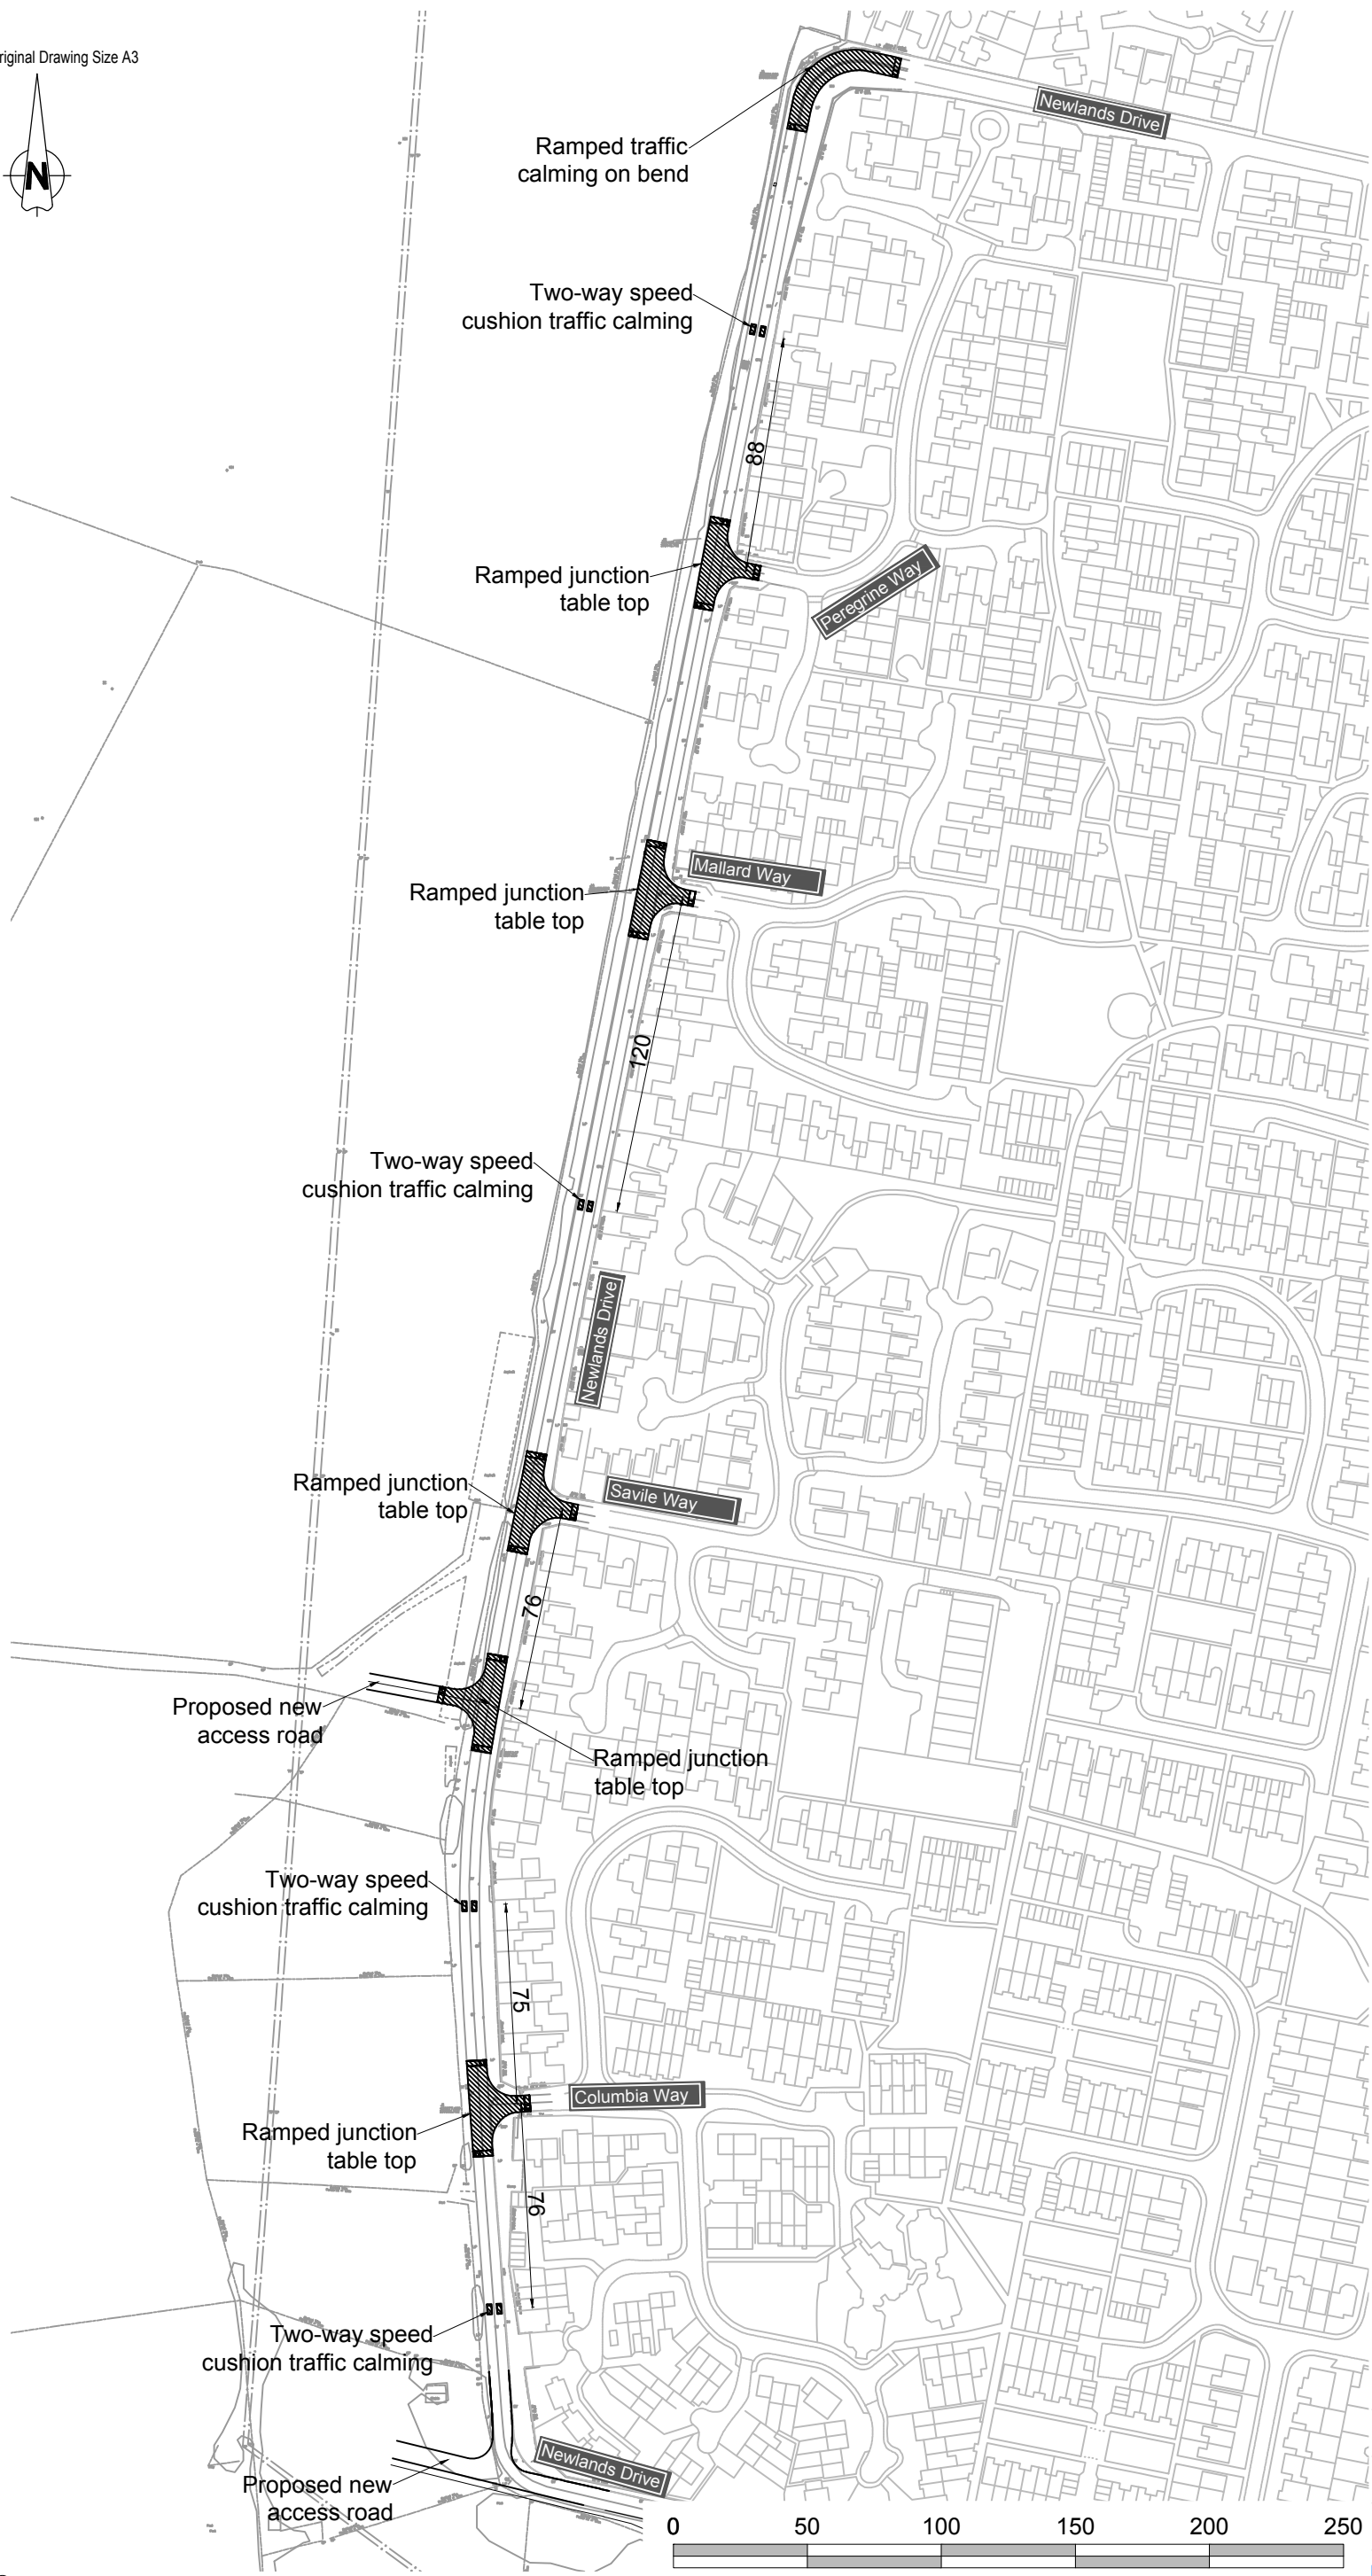 riginal Drawing Size A3
N
Newlands Drive
Ramped traffic
calming on bend
Two-way speed
cushion traffic calming
88
Ramped junction
table top
Peregrine Way
Mallard Way
Ramped junction
table top
120
Two-way speed
cushion traffic calming
Newlands Drive
Ramped junction
table top
Savile Way
76
Proposed new
access road
Ramped junction
table top
Two-way speed
cushion traffic calming
75
Columbia Way
Ramped junction
table top
76
Two-way speed
cushion traffic calming
Newlands Drive
Proposed new
access road
0 50 100 150 200 250